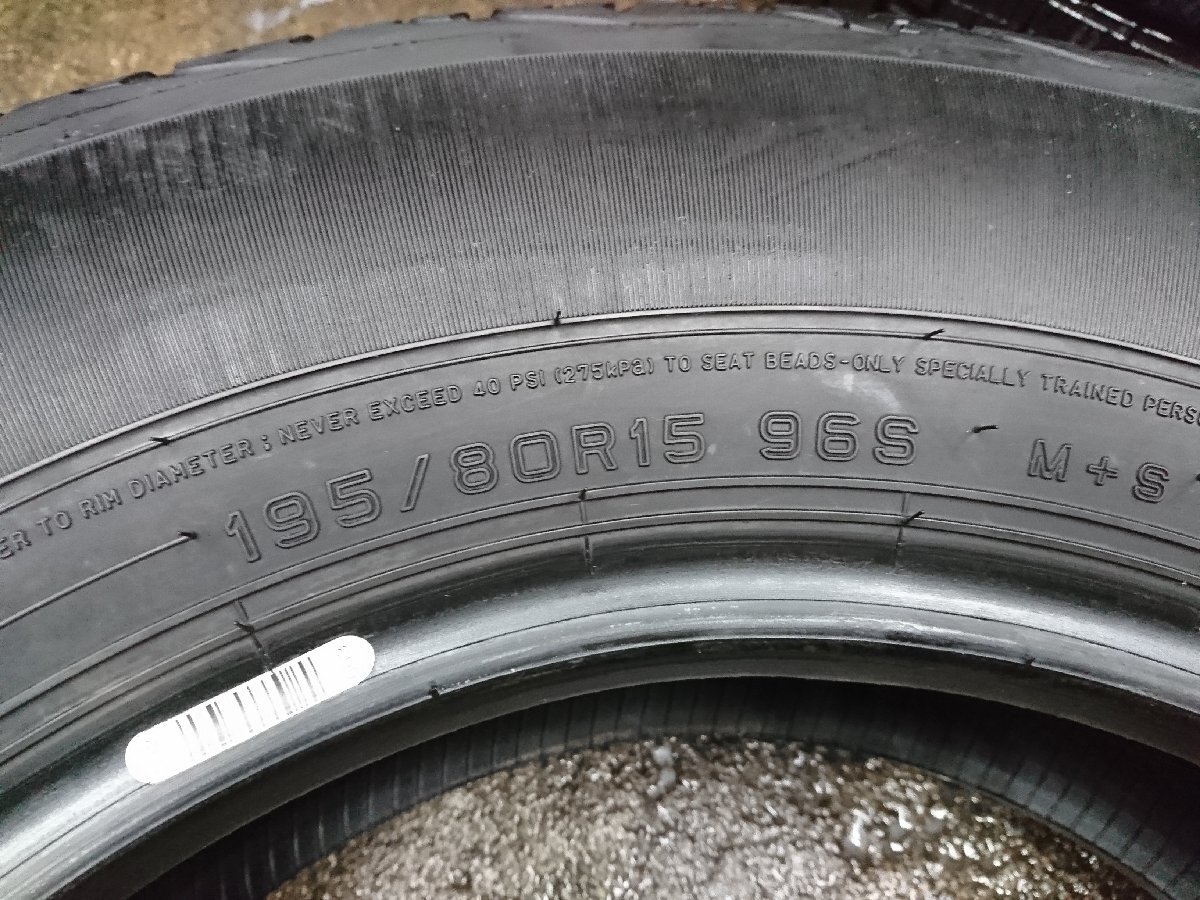 ER TO RIM DIAMETER ; NEVER EXCEED 40 PSI (275kPa) TO SEAT BEADS-ONLY SPECIALLY TRAINED PERS
195/80R15 96S M+S